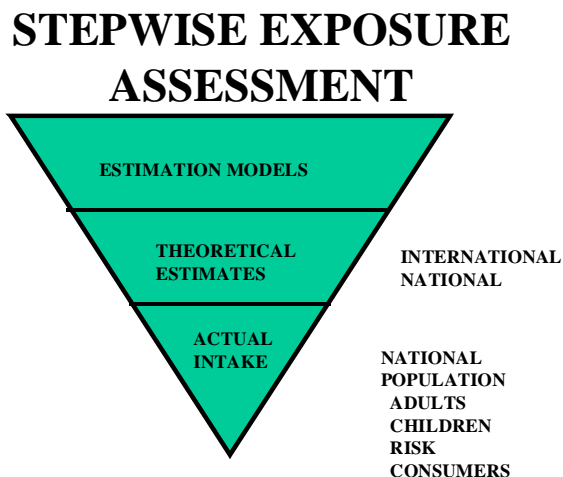 STEPWISE EXPOSURE
ASSESSMENT
ESTIMATION MODELS
THEORETICAL
ESTIMATES
INTERNATIONAL
NATIONAL
ACTUAL
INTAKE
NATIONAL
POPULATION
ADULTS
CHILDREN
RISK
CONSUMERS